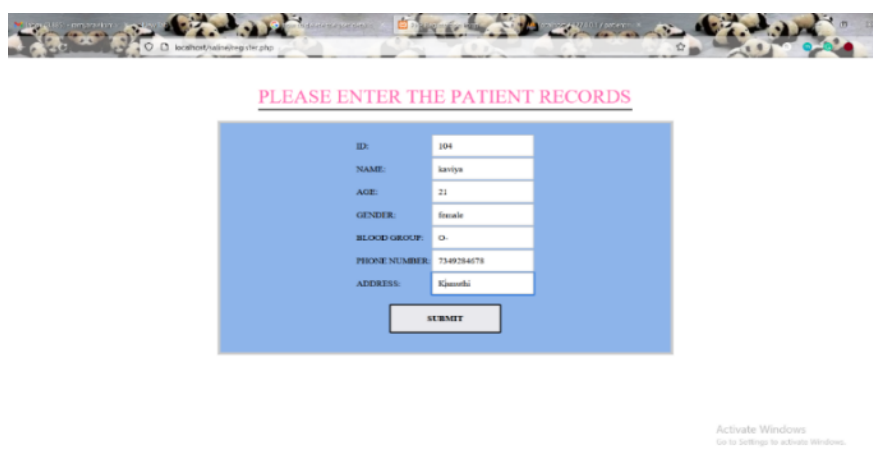 localhost/saline/register.php
PLEASE ENTER THE PATIENT RECORDS
ID: 104
NAME: kaviya
AGE: 21
GENDER: female
BLOOD GROUP: O-
PHONE NUMBER: 7349284678
ADDRESS:
SUBMIT
Activate Windows
Go to Settings to activate Windows.